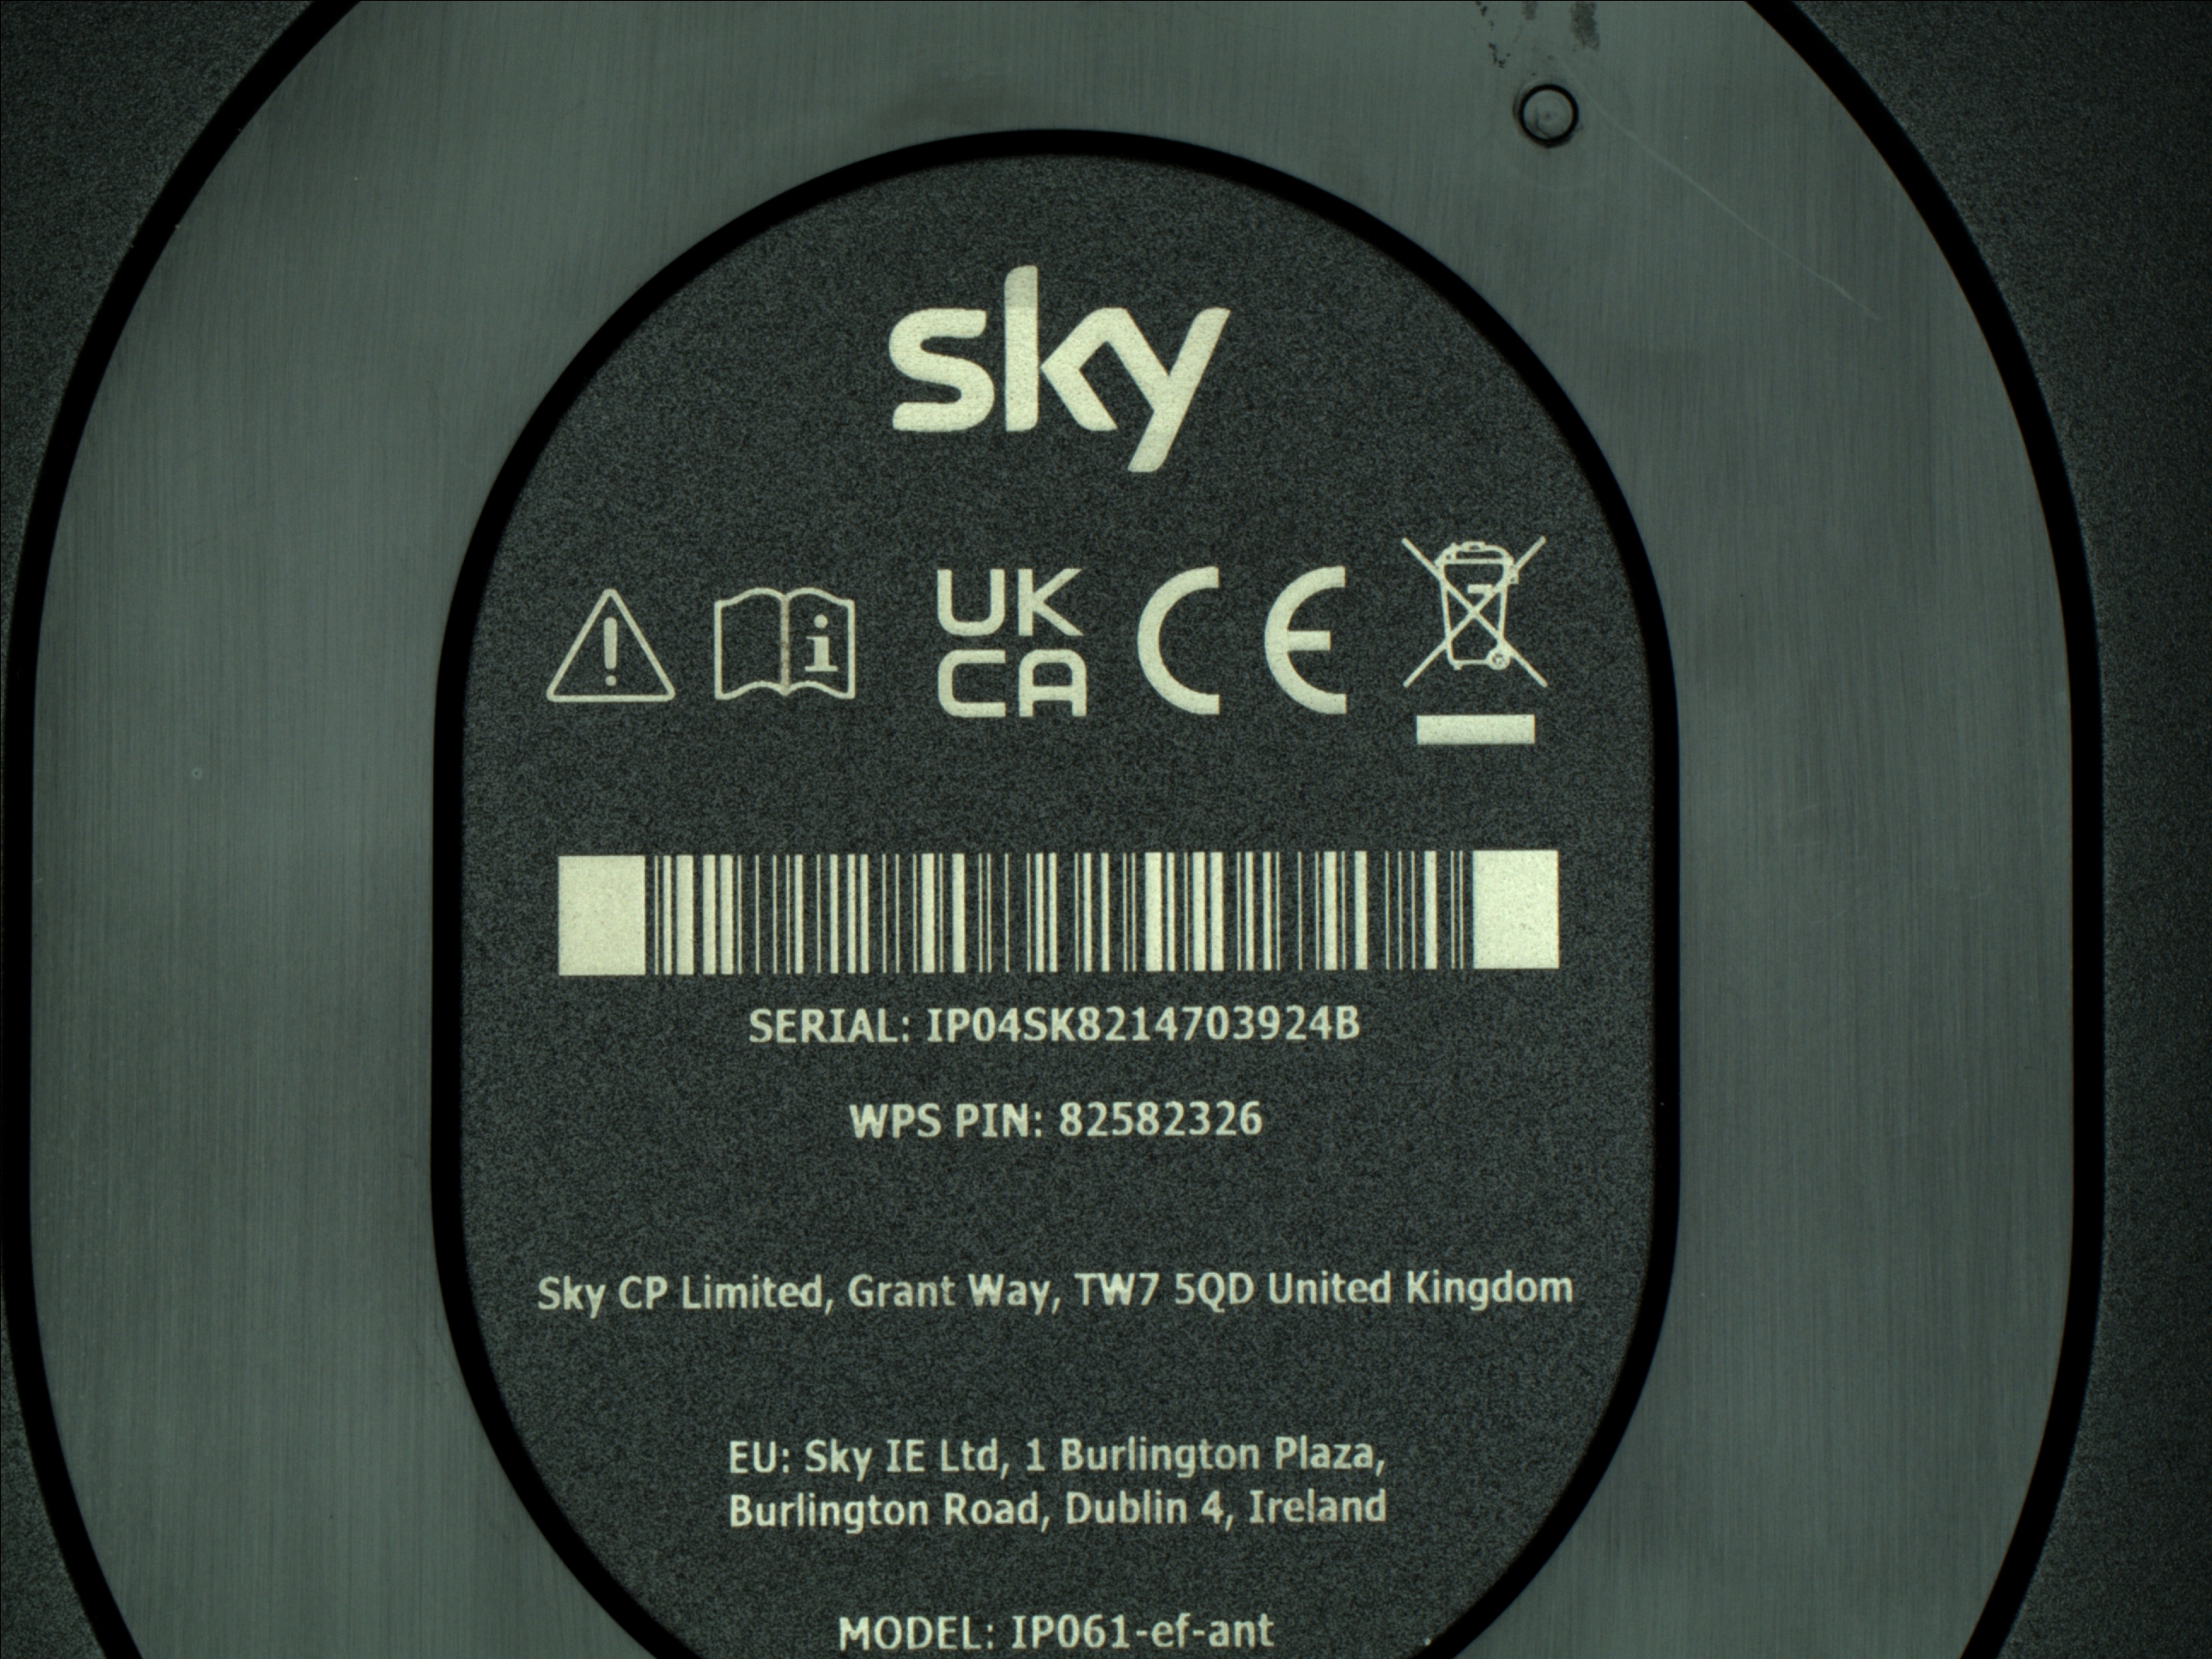 sky
UK
CA
CE
SERIAL: IP04SK8214703924B
WPS PIN: 82582326
Sky CP Limited, Grant Way, TW7 5QD United Kingdom
EU: Sky IE Ltd, 1 Burlington Plaza,
Burlington Road, Dublin 4, Ireland
MODEL: IP061-ef-ant